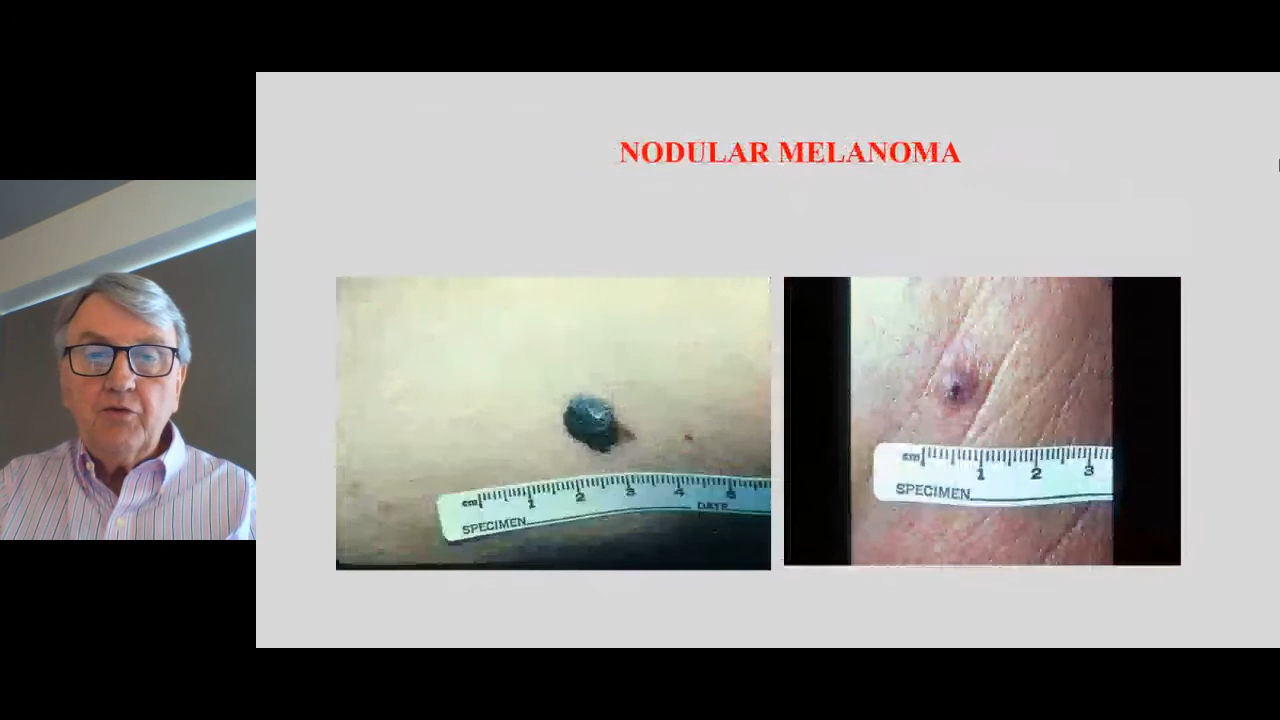 NODULAR MELANOMA
cm 1 2 3 4 5
SPECIMEN
DATE
cm 1 2 3
SPECIMEN